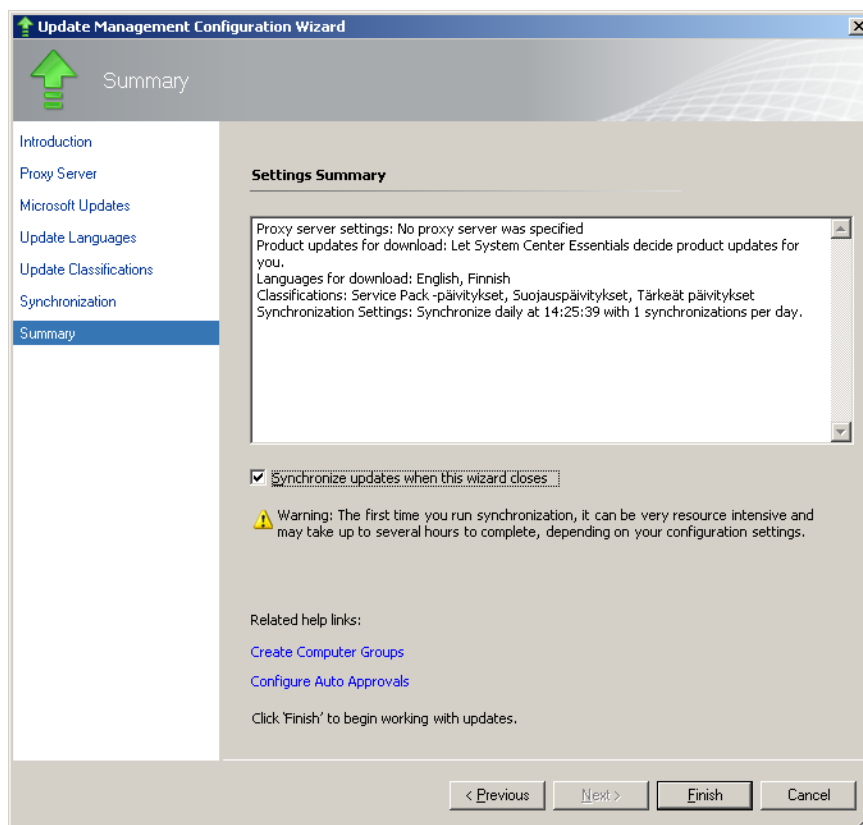 Update Management Configuration Wizard
Summary
Introduction
Proxy Server
Microsoft Updates
Update Languages
Update Classifications
Synchronization
Summary
Settings Summary
Proxy server settings: No proxy server was specified
Product updates for download: Let System Center Essentials decide product updates for
you.
Languages for download: English, Finnish
Classifications: Service Pack -päivitykset, Suojauspäivitykset, Tärkeät päivitykset
Synchronization Settings: Synchronize daily at 14:25:39 with 1 synchronizations per day.
Synchronize updates when this wizard closes
Warning: The first time you run synchronization, it can be very resource intensive and
may take up to several hours to complete, depending on your configuration settings.
Related help links:
Create Computer Groups
Configure Auto Approvals
Click 'Finish' to begin working with updates.
< Previous
Next >
Finish
Cancel